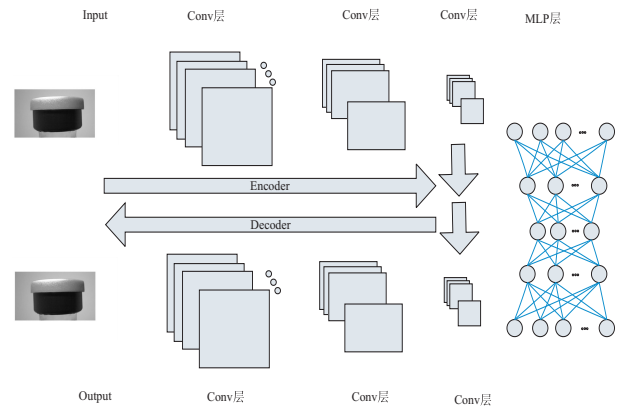 Input
Conv层
Conv层
Conv层
MLP层
Encoder
Decoder
Output
Conv层
Conv层
Conv层